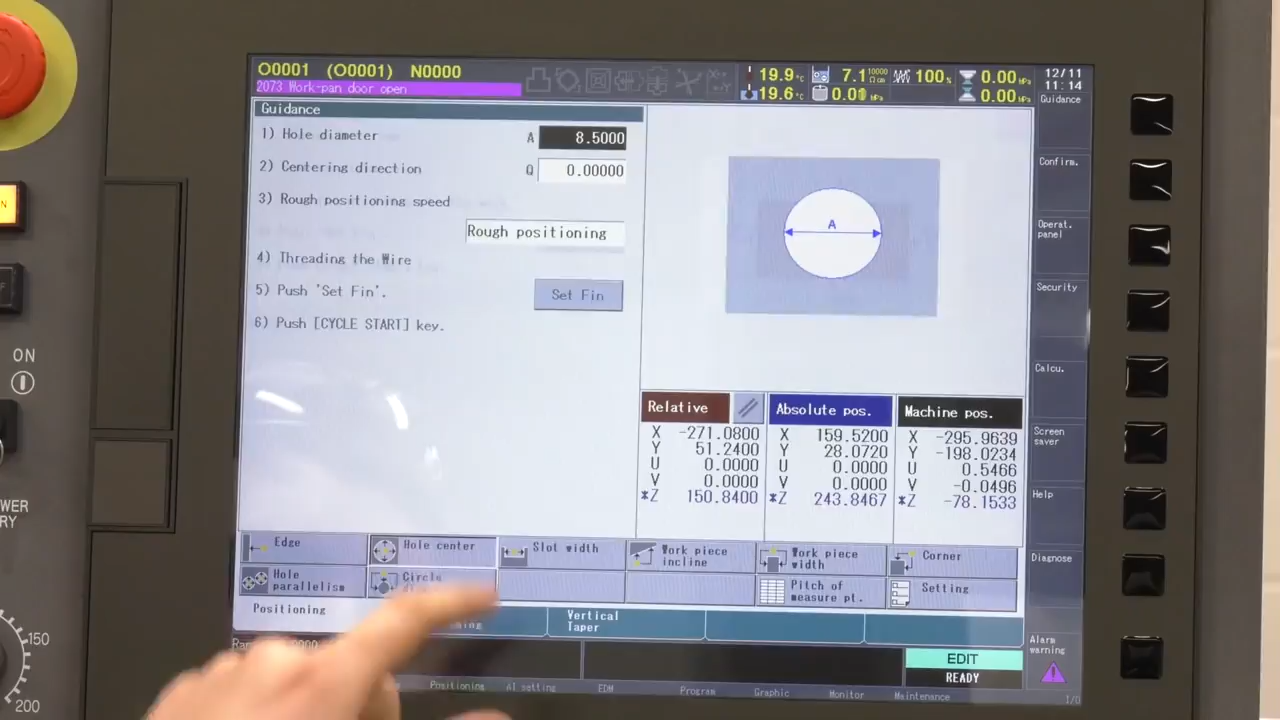 O0001 (O0001) N0000
2073 Work-pan door open
19.9 °C
19.6 °C
7.1
0.00 MPa
100%
0.00 MPa
0.00 MPa
12/11
11:14
Guidance
Guidance
1) Hole diameter A 8.5000
2) Centering direction Q 0.00000
3) Rough positioning speed
Rough positioning
4) Threading the Wire
5) Push 'Set Fin'. Set Fin
6) Push [CYCLE START] key.
A
Confirm.
Operat.
panel
Security
Calcu.
Screen
saver
Help
Diagnose
Alarm
warning
I/O
Relative Absolute pos. Machine pos.
X -271.0800 X 159.5200 X -295.9639
Y 51.2400 Y 28.0720 Y -198.0234
U 0.0000 U 0.0000 U 0.5466
V 0.0000 V 0.0000 V -0.0496
*Z 150.8400 *Z 243.8467 *Z -78.1533
Edge
Hole center
Slot width
Work piece
incline
Work piece
width
Corner
Hole
parallelism
Circle
Pitch of
measure pt.
Setting
Positioning
Vertical
Taper
EDIT
READY
Positioning AI setting EDM Program Graphic Monitor Maintenance
ON
150
200